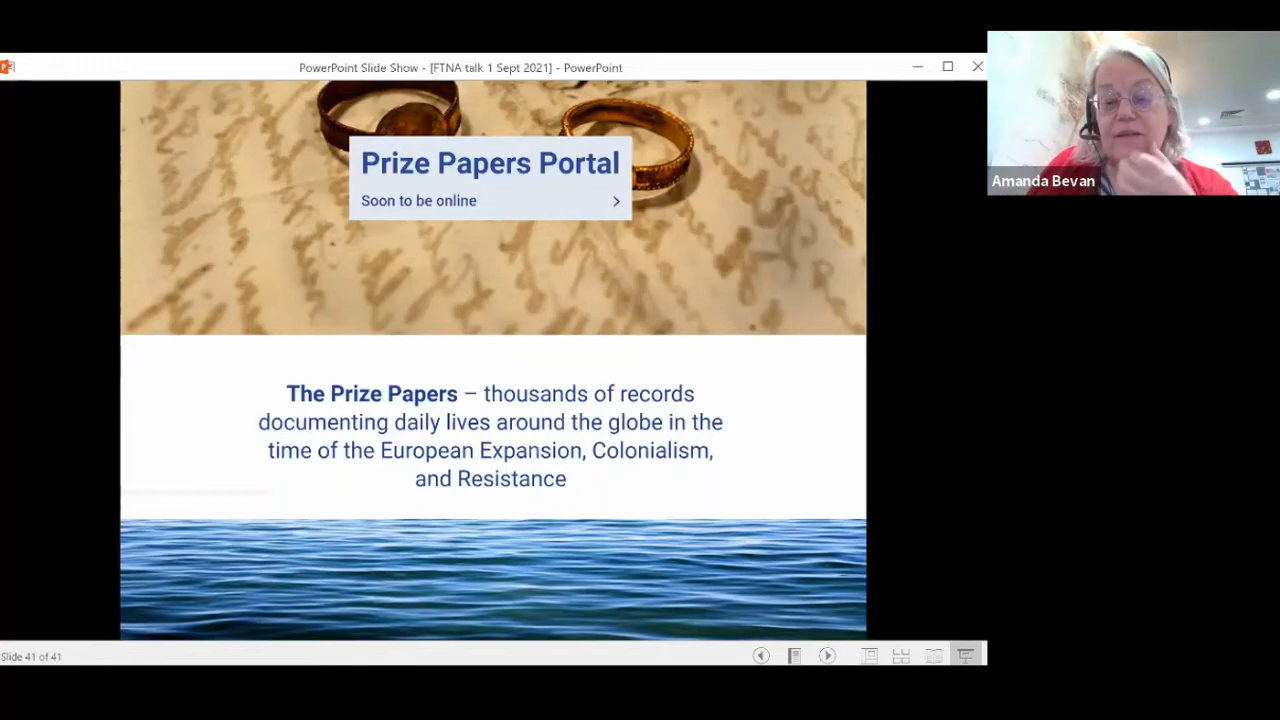 PowerPoint Slide Show - [FTNA talk 1 Sept 2021] - PowerPoint
Prize Papers Portal
Soon to be online
Amanda Bevan
The Prize Papers – thousands of records
documenting daily lives around the globe in the
time of the European Expansion, Colonialism,
and Resistance
Slide 41 of 41